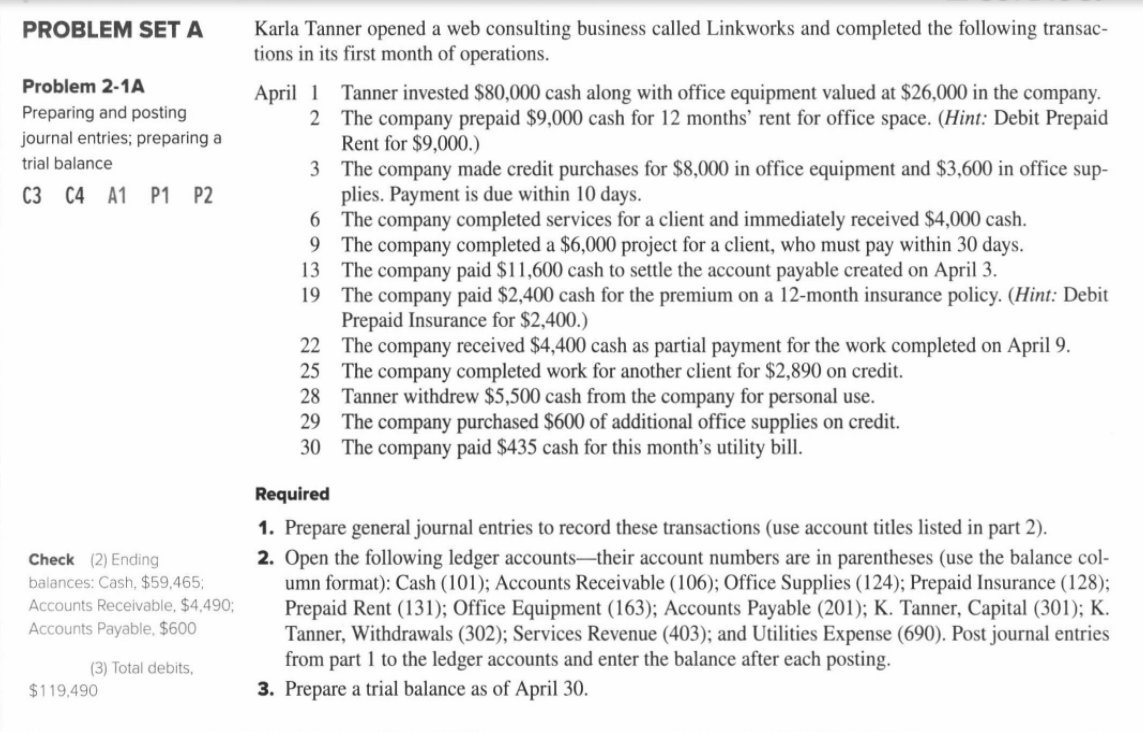 PROBLEM SET A
Problem 2-1A
Preparing and posting
journal entries; preparing a
trial balance
C3 C4 A1 P1 P2
Karla Tanner opened a web consulting business called Linkworks and completed the following transac-
tions in its first month of operations.
April 1 Tanner invested $80,000 cash along with office equipment valued at $26,000 in the company.
2 The company prepaid $9,000 cash for 12 months' rent for office space. (Hint: Debit Prepaid
Rent for $9,000.)
3 The company made credit purchases for $8,000 in office equipment and $3,600 in office sup-
plies. Payment is due within 10 days.
6 The company completed services for a client and immediately received $4,000 cash.
9 The company completed a $6,000 project for a client, who must pay within 30 days.
13 The company paid $11,600 cash to settle the account payable created on April 3.
19 The company paid $2,400 cash for the premium on a 12-month insurance policy. (Hint: Debit
Prepaid Insurance for $2,400.)
22 The company received $4,400 cash as partial payment for the work completed on April 9.
25 The company completed work for another client for $2,890 on credit.
28 Tanner withdrew $5,500 cash from the company for personal use.
29 The company purchased $600 of additional office supplies on credit.
30 The company paid $435 cash for this month's utility bill.
Required
1. Prepare general journal entries to record these transactions (use account titles listed in part 2).
2. Open the following ledger accounts—their account numbers are in parentheses (use the balance col-
umn format): Cash (101); Accounts Receivable (106); Office Supplies (124); Prepaid Insurance (128);
Prepaid Rent (131); Office Equipment (163); Accounts Payable (201); K. Tanner, Capital (301); K.
Tanner, Withdrawals (302); Services Revenue (403); and Utilities Expense (690). Post journal entries
from part 1 to the ledger accounts and enter the balance after each posting.
3. Prepare a trial balance as of April 30.
Check (2) Ending
balances: Cash, $59,465;
Accounts Receivable, $4,490;
Accounts Payable, $600
(3) Total debits,
$119,490